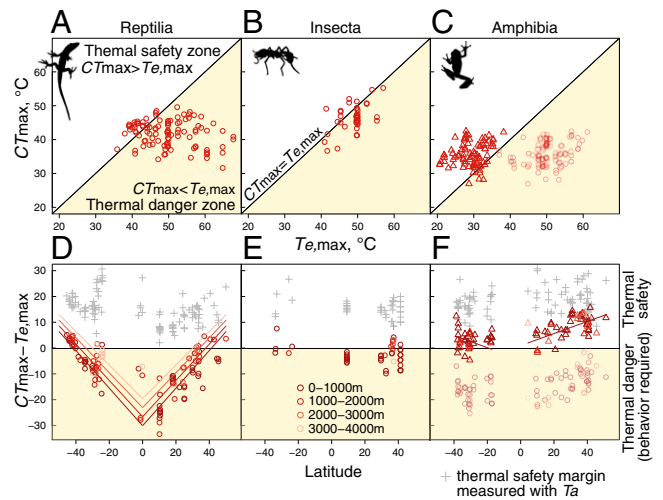 A Reptilia
B Insecta
C Amphibia
Thermal safety zone
CTmax>Te,max
CTmax=Te,max
CTmax<Te,max
Thermal danger zone
CTmax, °C
70
60
50
40
30
20
20 30 40 50 60
20 30 40 50 60
20 30 40 50 60
Te,max, °C
D
E
F
CTmax−Te,max
30
20
10
0
−10
−20
−30
0−1000m
1000−2000m
2000−3000m
3000−4000m
Thermal safety
Thermal danger
(behavior required)
−40 −20 0 20 40
−40 −20 0 20 40
−40 −20 0 20 40
Latitude
+ thermal safety margin
measured with Ta